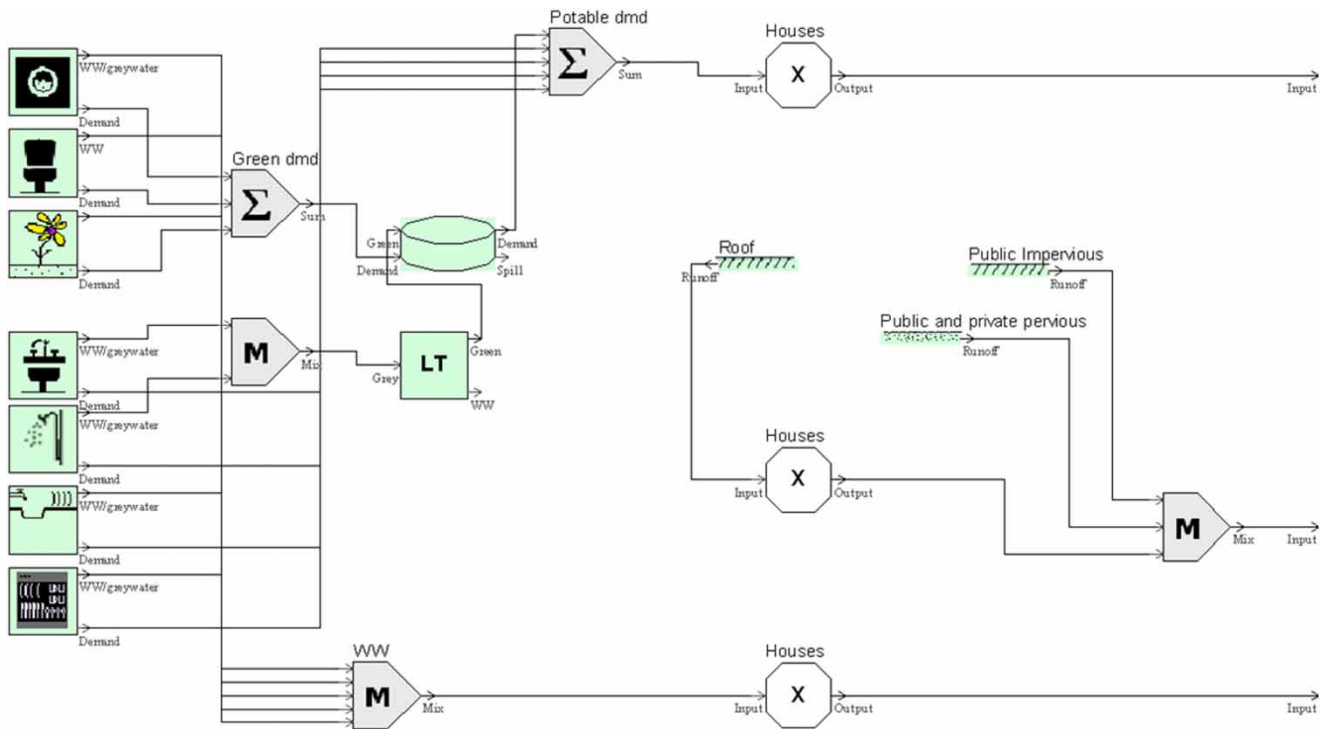 Potable dmd
Houses
WW/greywater
Σ
Sum
X
Input
Output
Input
Demand
WW
Green dmd
Demand
Σ
Sum
Green
Demand
Demand
Spill
Demand
Roof
Runoff
Public Impervious
Runoff
Public and private pervious
Runoff
WW/greywater
M
Mix
LT
Green
Grey
WW
Demand
WW/greywater
Houses
X
Input
Output
Demand
WW/greywater
M
Mix
Input
Demand
WW/greywater
Demand
WW
Houses
M
Mix
X
Input
Output
Input